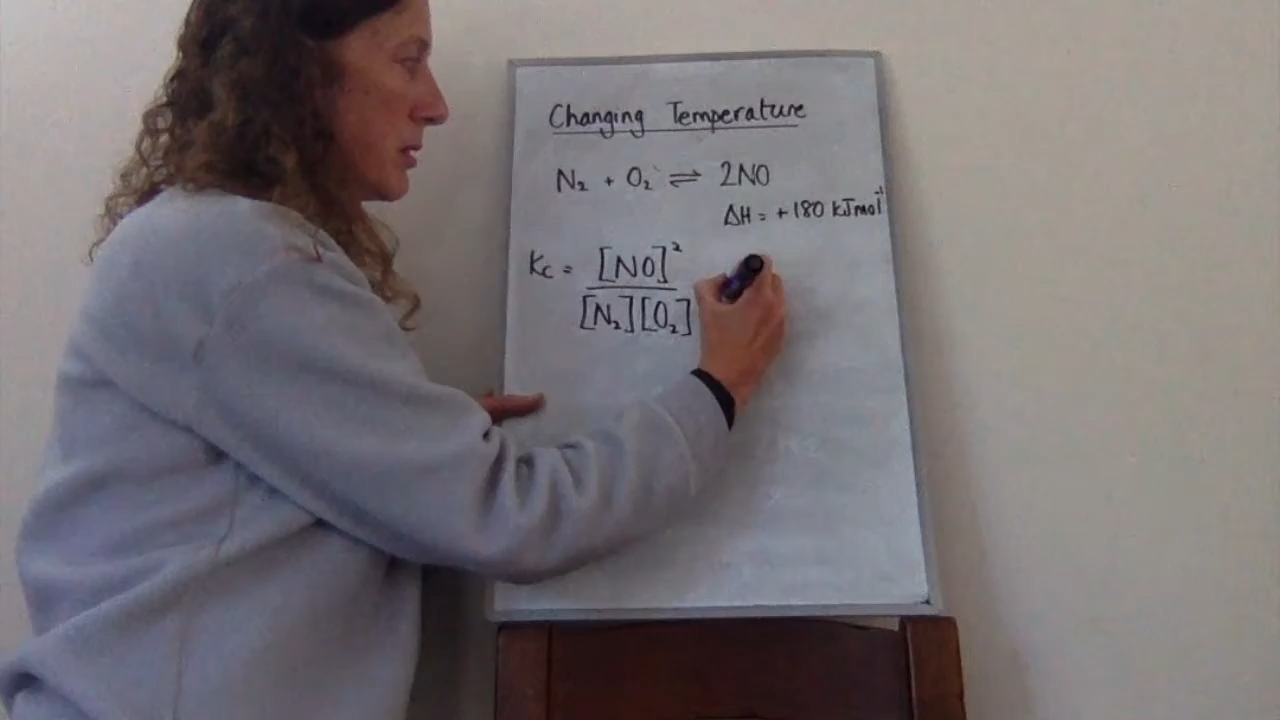 Changing Temperature
N₂ + O₂ ⇌ 2NO
ΔH = +180 kJmol⁻¹
Kc = [NO]²
[N₂][O₂]